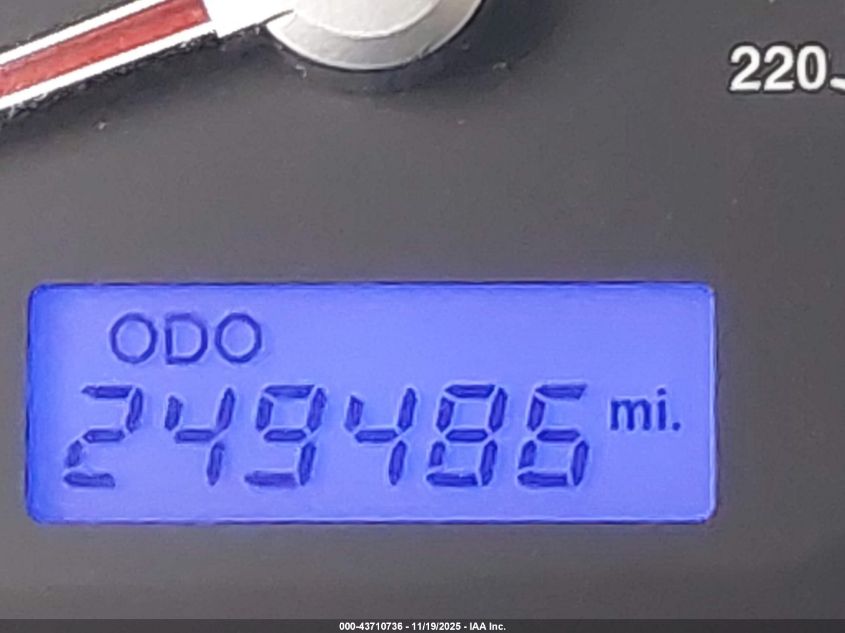 220
ODO
249486 mi.
000-43710736 - 11/19/2025 - IAA Inc.